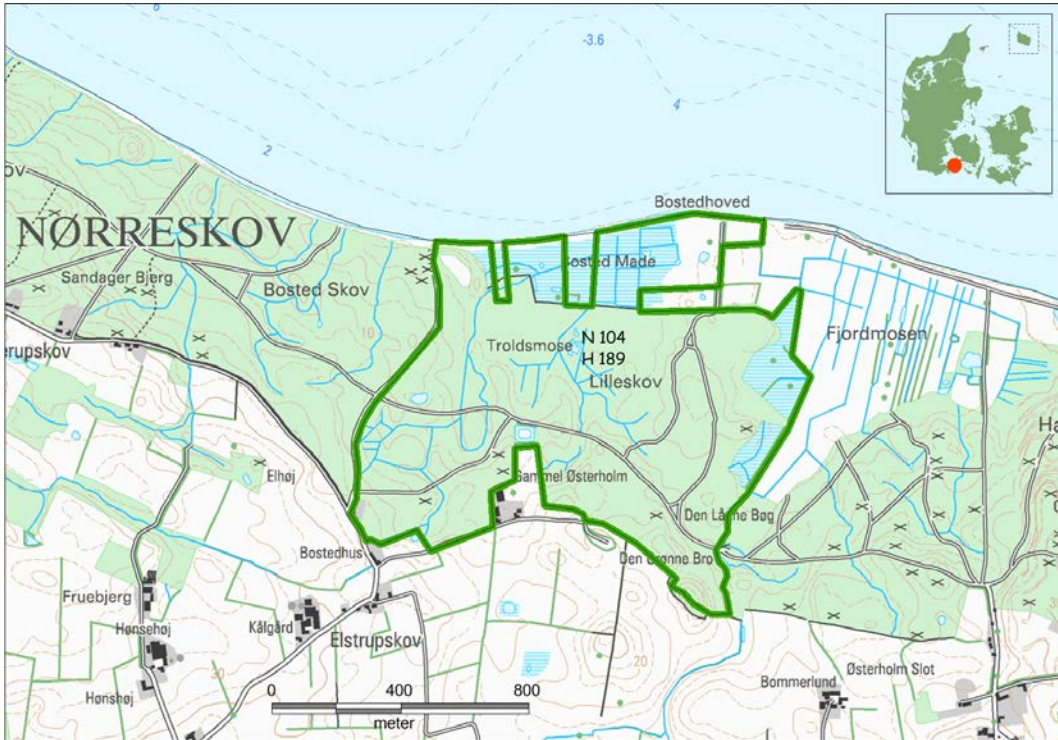 6
-3.6
4
2
Bostedhoved
NØRRESKOV
Sandager Bjerg
Bosted Skov
Bosted Made
10
Troldsmose
N 104
H 189
Lilleskov
Fjordmosen
erupskov
Elhøj
Gammel Østerholm
Den Lånne Bøg
Bostedhus
Den Grønne Bro
Fruebjerg
Hønsehøj
Kålgård
Elstrupskov
Hønshøj
30
20
Bommerlund
Østerholm Slot
0 400 800
meter